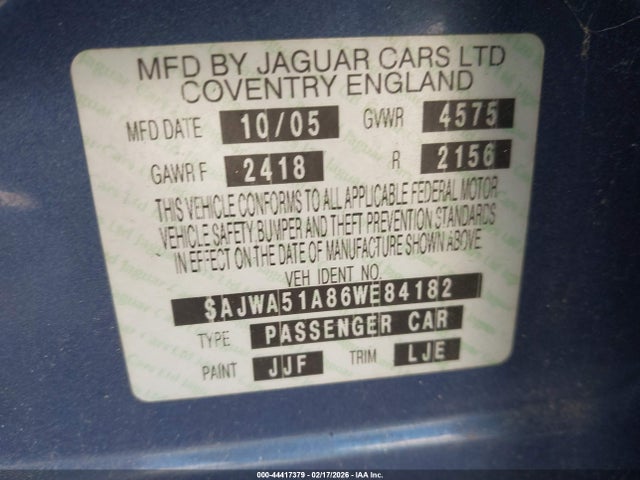 MFD BY JAGUAR CARS LTD
COVENTRY ENGLAND
MFD DATE 10/05 GVWR 4575
GAWR F 2418 R 2156
THIS VEHICLE CONFORMS TO ALL APPLICABLE FEDERAL MOTOR
VEHICLE SAFETY BUMPER AND THEFT PREVENTION STANDARDS
IN EFFECT ON THE DATE OF MANUFACTURE SHOWN ABOVE
VEH IDENT NO.
SAJWA51A86WE84182
TYPE PASSENGER CAR
PAINT JJF TRIM LJE
000-44417379 - 02/17/2026 - IAA Inc.